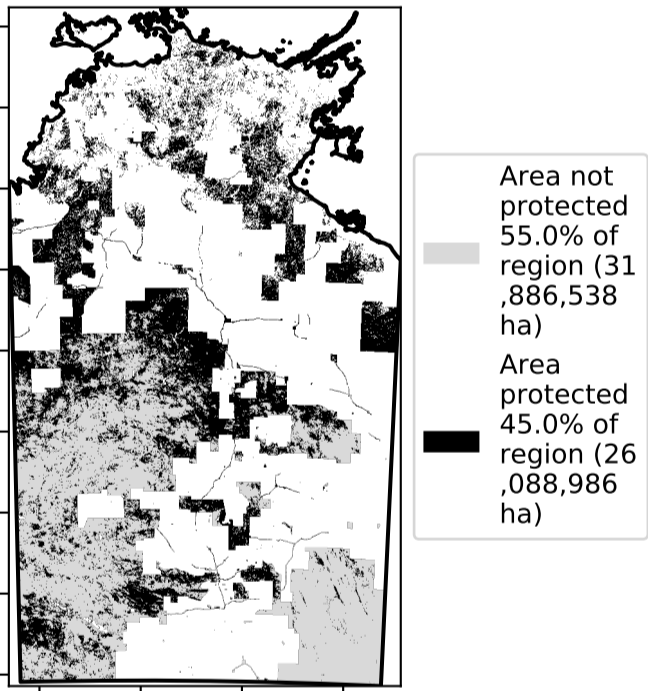 Area not
protected
55.0% of
region (31
,886,538
ha)
Area
protected
45.0% of
region (26
,088,986
ha)